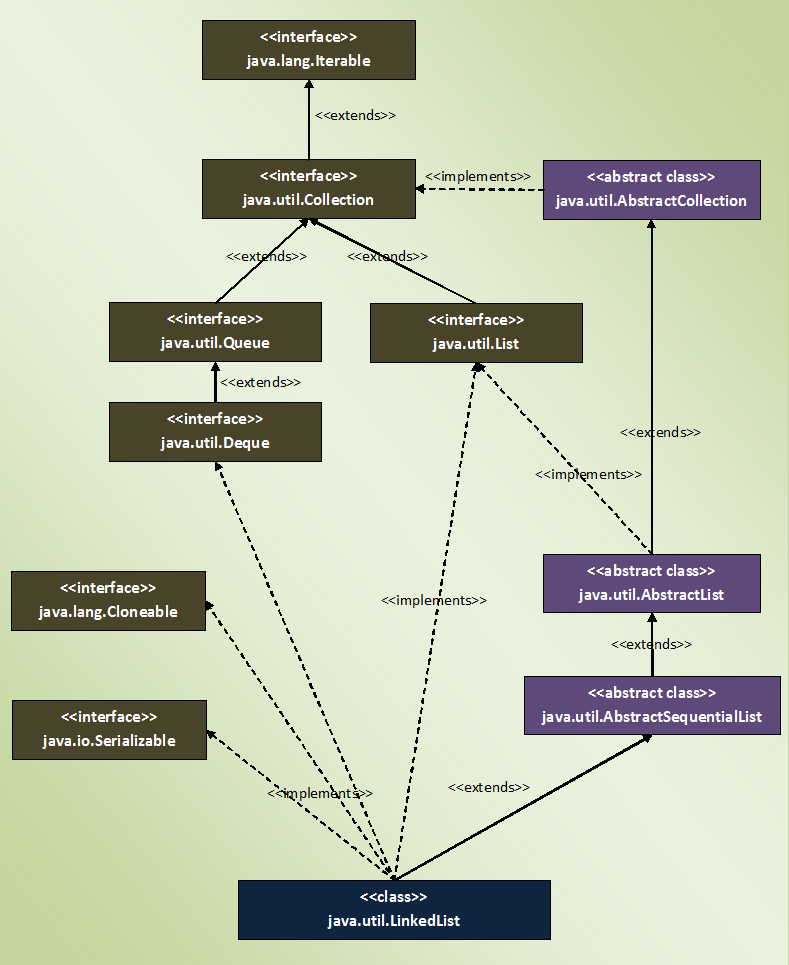 <<interface>>
java.lang.Iterable
<<extends>>
<<interface>>
java.util.Collection
<<implements>>
<<abstract class>>
java.util.AbstractCollection
<<extends>>
<<extends>>
<<interface>>
java.util.Queue
<<interface>>
java.util.List
<<extends>>
<<interface>>
java.util.Deque
<<extends>>
<<implements>>
<<abstract class>>
java.util.AbstractList
<<interface>>
java.lang.Cloneable
<<implements>>
<<extends>>
<<abstract class>>
java.util.AbstractSequentialList
<<interface>>
java.io.Serializable
<<implements>>
<<extends>>
<<class>>
java.util.LinkedList